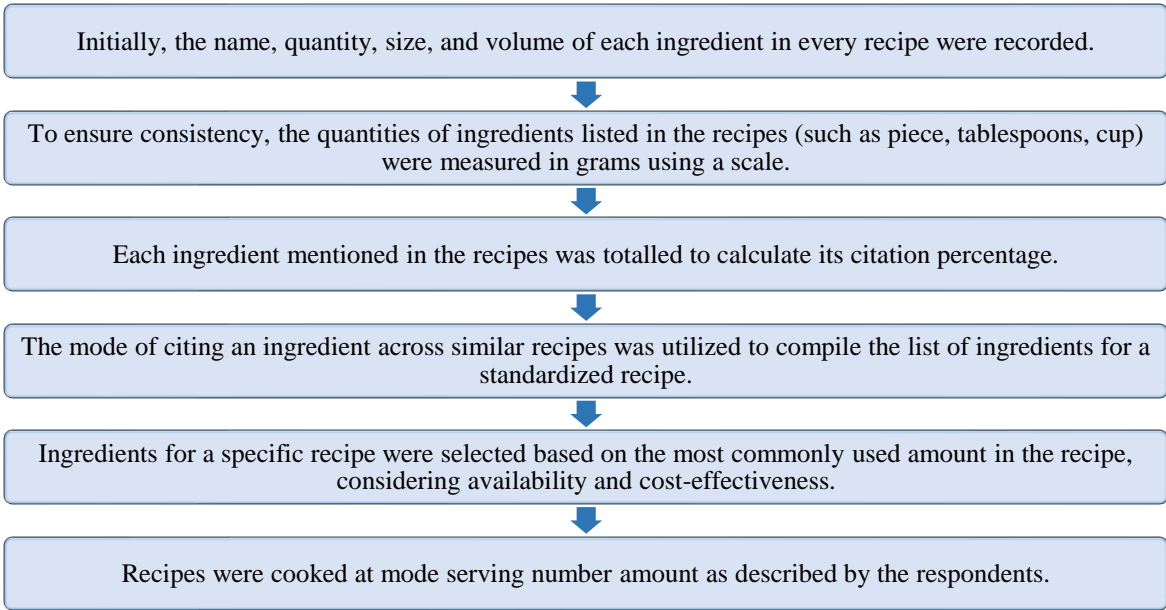 Initially, the name, quantity, size, and volume of each ingredient in every recipe were recorded.
To ensure consistency, the quantities of ingredients listed in the recipes (such as piece, tablespoons, cup)
were measured in grams using a scale.
Each ingredient mentioned in the recipes was totalled to calculate its citation percentage.
The mode of citing an ingredient across similar recipes was utilized to compile the list of ingredients for a
standardized recipe.
Ingredients for a specific recipe were selected based on the most commonly used amount in the recipe,
considering availability and cost-effectiveness.
Recipes were cooked at mode serving number amount as described by the respondents.